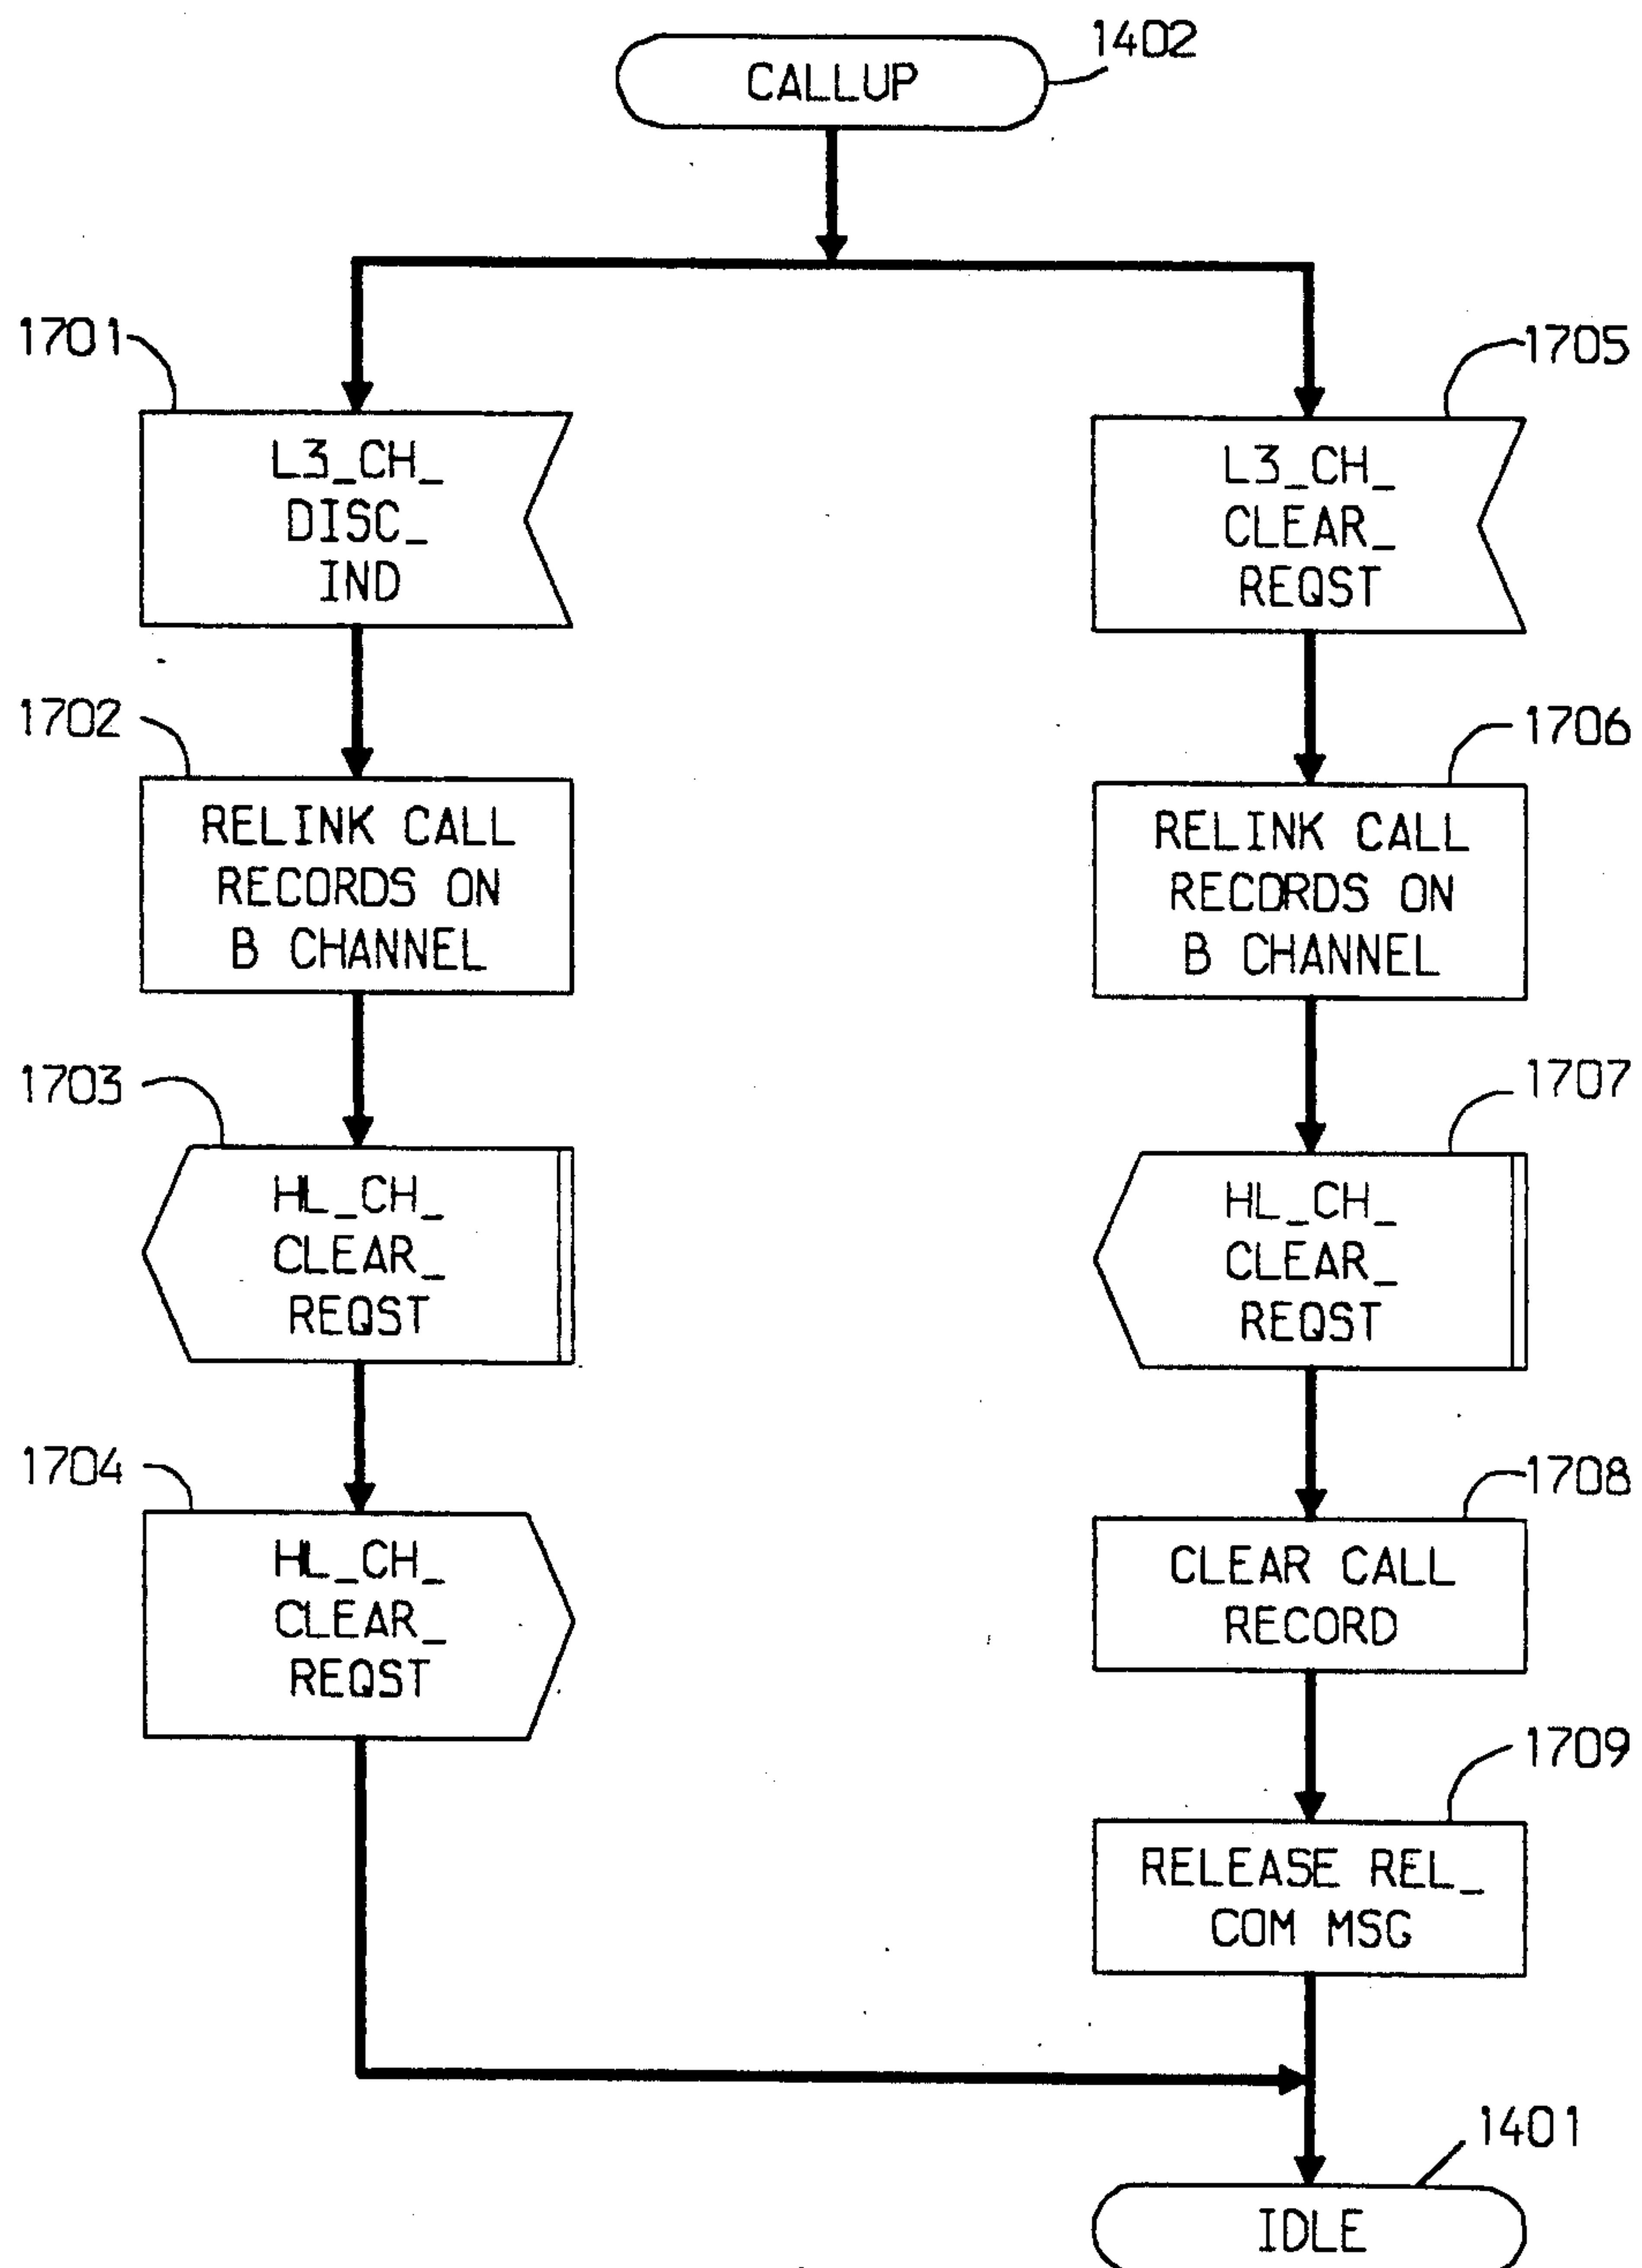 1402
CALLUP
1701
L3_CH_
DISC_
IND
1702
RELINK CALL
RECORDS ON
B CHANNEL
1703
HL_CH_
CLEAR_
REQST
1704
HL_CH_
CLEAR_
REQST
1705
L3_CH_
CLEAR_
REQST
1706
RELINK CALL
RECORDS ON
B CHANNEL
1707
HL_CH_
CLEAR_
REQST
1708
CLEAR CALL
RECORD
1709
RELEASE REL_
COM MSG
1401
IDLE